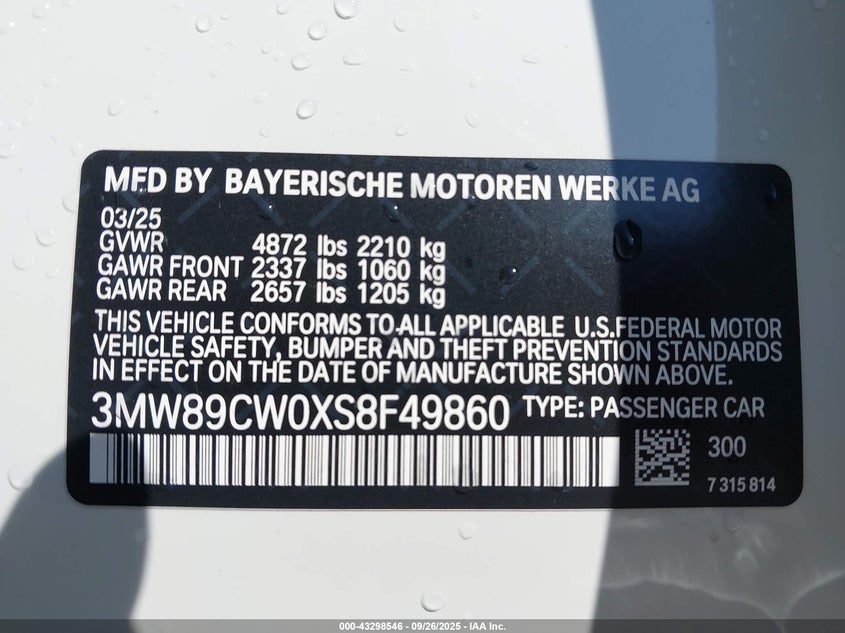 MFD BY BAYERISCHE MOTOREN WERKE AG
03/25
GVWR 4872 lbs 2210 kg
GAWR FRONT 2337 lbs 1060 kg
GAWR REAR 2657 lbs 1205 kg
THIS VEHICLE CONFORMS TO ALL APPLICABLE U.S.FEDERAL MOTOR
VEHICLE SAFETY, BUMPER AND THEFT PREVENTION STANDARDS
IN EFFECT ON THE DATE OF MANUFACTURE SHOWN ABOVE.
3MW89CW0XS8F49860 TYPE: PASSENGER CAR
300
7 315 814
000-43298546 - 09/26/2025 - IAA Inc.